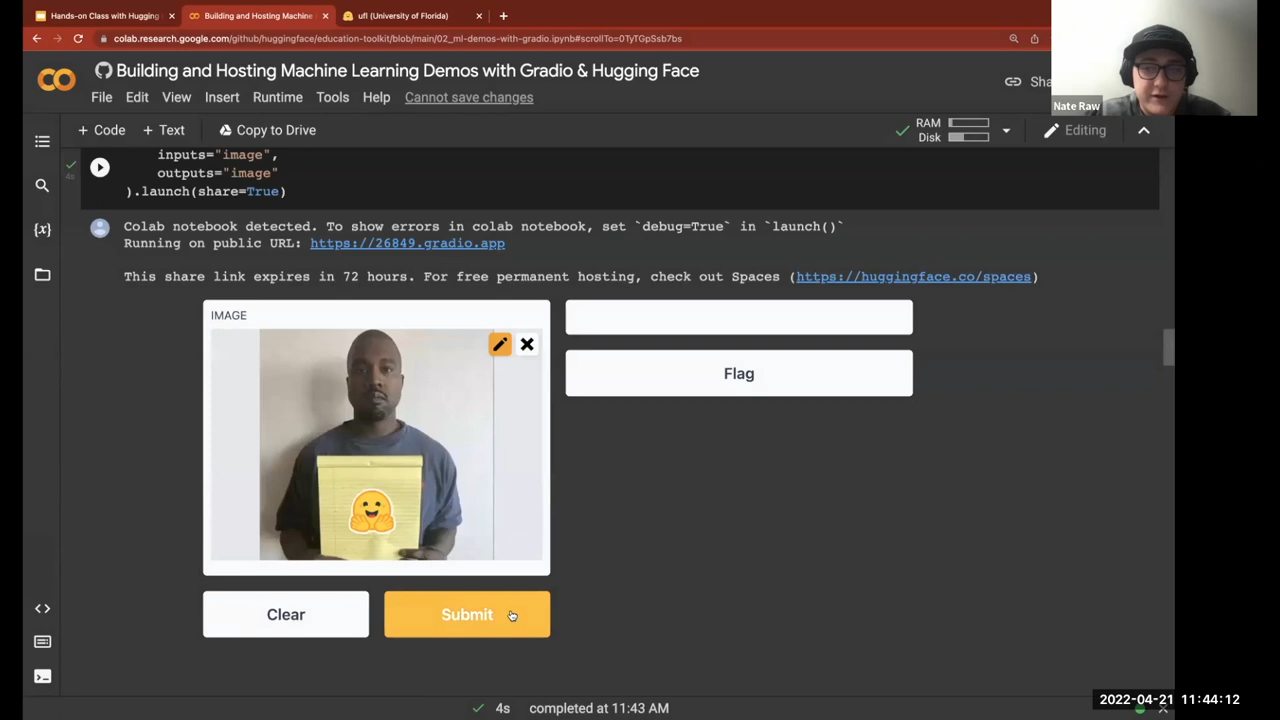 Hands-on Class with Hugging
Building and Hosting Machine
ufl (University of Florida)
colab.research.google.com/github/huggingface/education-toolkit/blob/main/02_ml-demos-with-gradio.ipynb#scrollTo=0TyTGpSsb7bs
Building and Hosting Machine Learning Demos with Gradio & Hugging Face
Sha
Nate Raw
File Edit View Insert Runtime Tools Help Cannot save changes
+ Code + Text Copy to Drive
RAM
Disk
Editing
inputs="image",
outputs="image"
).launch(share=True)
4s
Colab notebook detected. To show errors in colab notebook, set `debug=True` in `launch()`
Running on public URL: https://26849.gradio.app
This share link expires in 72 hours. For free permanent hosting, check out Spaces (https://huggingface.co/spaces)
IMAGE
Flag
Clear
Submit
4s completed at 11:43 AM
2022-04-21 11:44:12